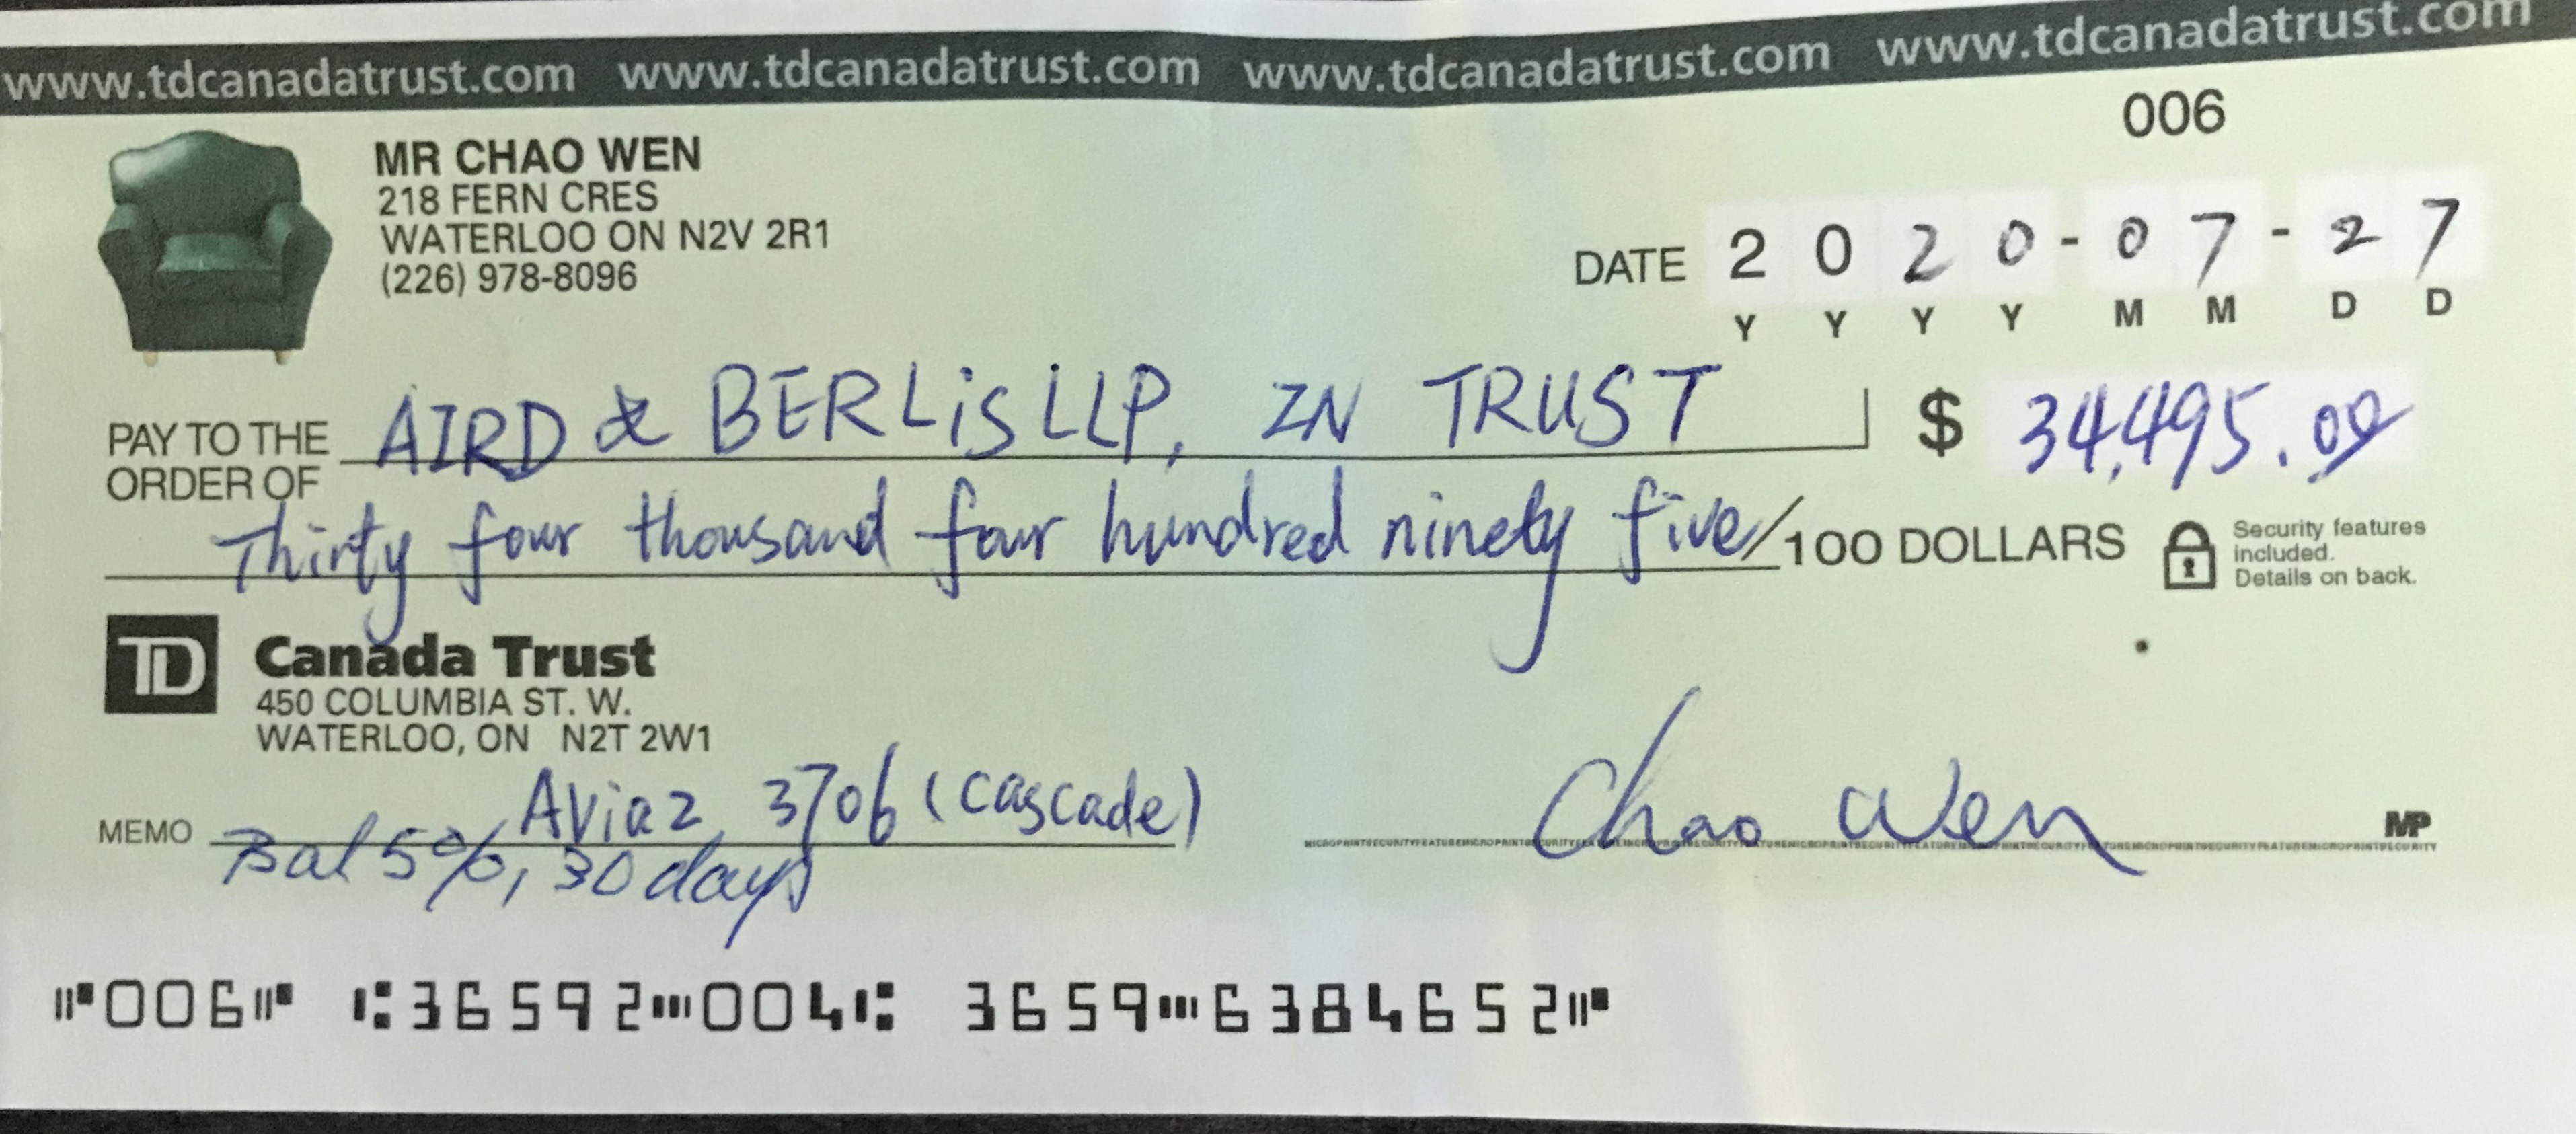 www.tdcanadatrust.com www.tdcanadatrust.com www.tdcanadatrust.com www.tdcanadatrust.com
006
MR CHAO WEN
218 FERN CRES
WATERLOO ON N2V 2R1
(226) 978-8096
DATE 2020-07-27
Y Y Y Y M M D D
PAY TO THE ORDER OF AIRD & BERLiS LLP, IN TRUST $ 34,495.00
Thirty four thousand four hundred ninety five/100 DOLLARS
Security features
included.
Details on back.
TD Canada Trust
450 COLUMBIA ST. W.
WATERLOO, ON N2T 2W1
Avia2 3706 (cascade)
MEMO Bal 5%, 30 days
Chao Wen
MP
⑈006⑈ ⑆36592⑉004⑆ 3659⑉6384652⑈